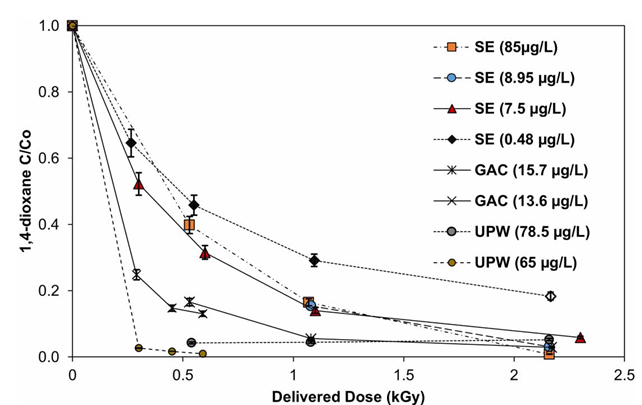 1.0
0.8
0.6
0.4
0.2
0.0
1,4-dioxane C/Co
0
0.5
1
1.5
2
2.5
Delivered Dose (kGy)
SE (85µg/L)
SE (8.95 µg/L)
SE (7.5 µg/L)
SE (0.48 µg/L)
GAC (15.7 µg/L)
GAC (13.6 µg/L)
UPW (78.5 µg/L)
UPW (65 µg/L)